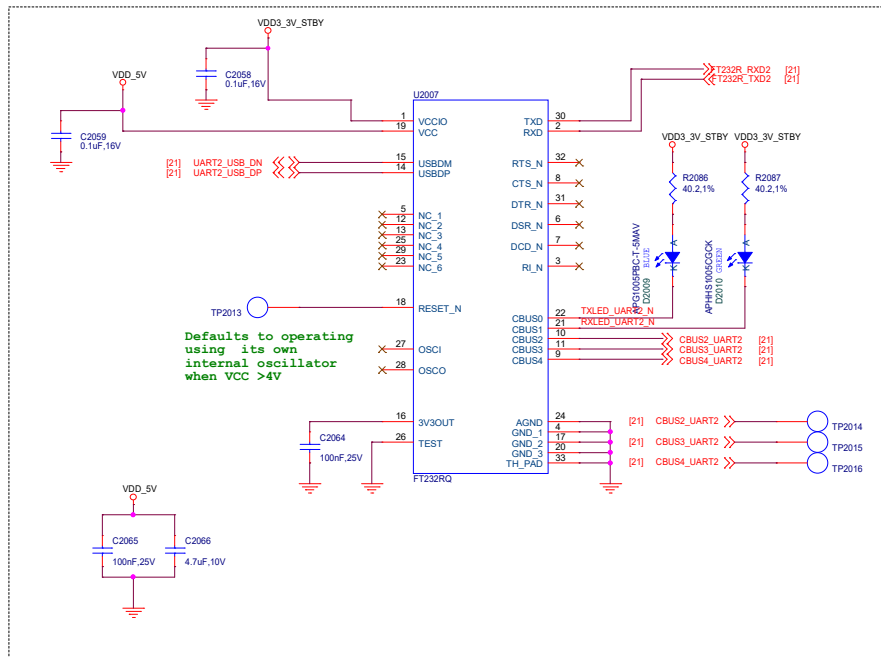 VDD3_3V_STBY
C2058
0.1uF,16V
VDD_5V
C2059
0.1uF,16V
U2007
1
VCCIO
19
VCC
15
USBDM
14
USBDP
[21] UART2_USB_DN
[21] UART2_USB_DP
5
NC_1
12
NC_2
13
NC_3
25
NC_4
29
NC_5
23
NC_6
18
RESET_N
TP2013
Defaults to operating
using its own
internal oscillator
when VCC >4V
27
OSCI
28
OSCO
16
3V3OUT
26
TEST
C2064
100nF,25V
FT232RQ
TXD
30
RXD
2
FT232R_RXD2 [21]
FT232R_TXD2 [21]
RTS_N
32
CTS_N
8
DTR_N
31
DSR_N
6
DCD_N
7
RI_N
3
VDD3_3V_STBY
VDD3_3V_STBY
R2086
40.2,1%
R2087
40.2,1%
A
K
APG1005PBC-T-5MAV
D2009 BLUE
A
K
APHHS1005CGCK
D2010 GREEN
CBUS0
22
TXLED_UART2_N
CBUS1
21
RXLED_UART2_N
CBUS2
10
CBUS2_UART2 [21]
CBUS3
11
CBUS3_UART2 [21]
CBUS4
9
CBUS4_UART2 [21]
AGND
24
GND_1
4
GND_2
17
GND_3
20
TH_PAD
33
[21] CBUS2_UART2
TP2014
[21] CBUS3_UART2
TP2015
[21] CBUS4_UART2
TP2016
VDD_5V
C2065
100nF,25V
C2066
4.7uF,10V